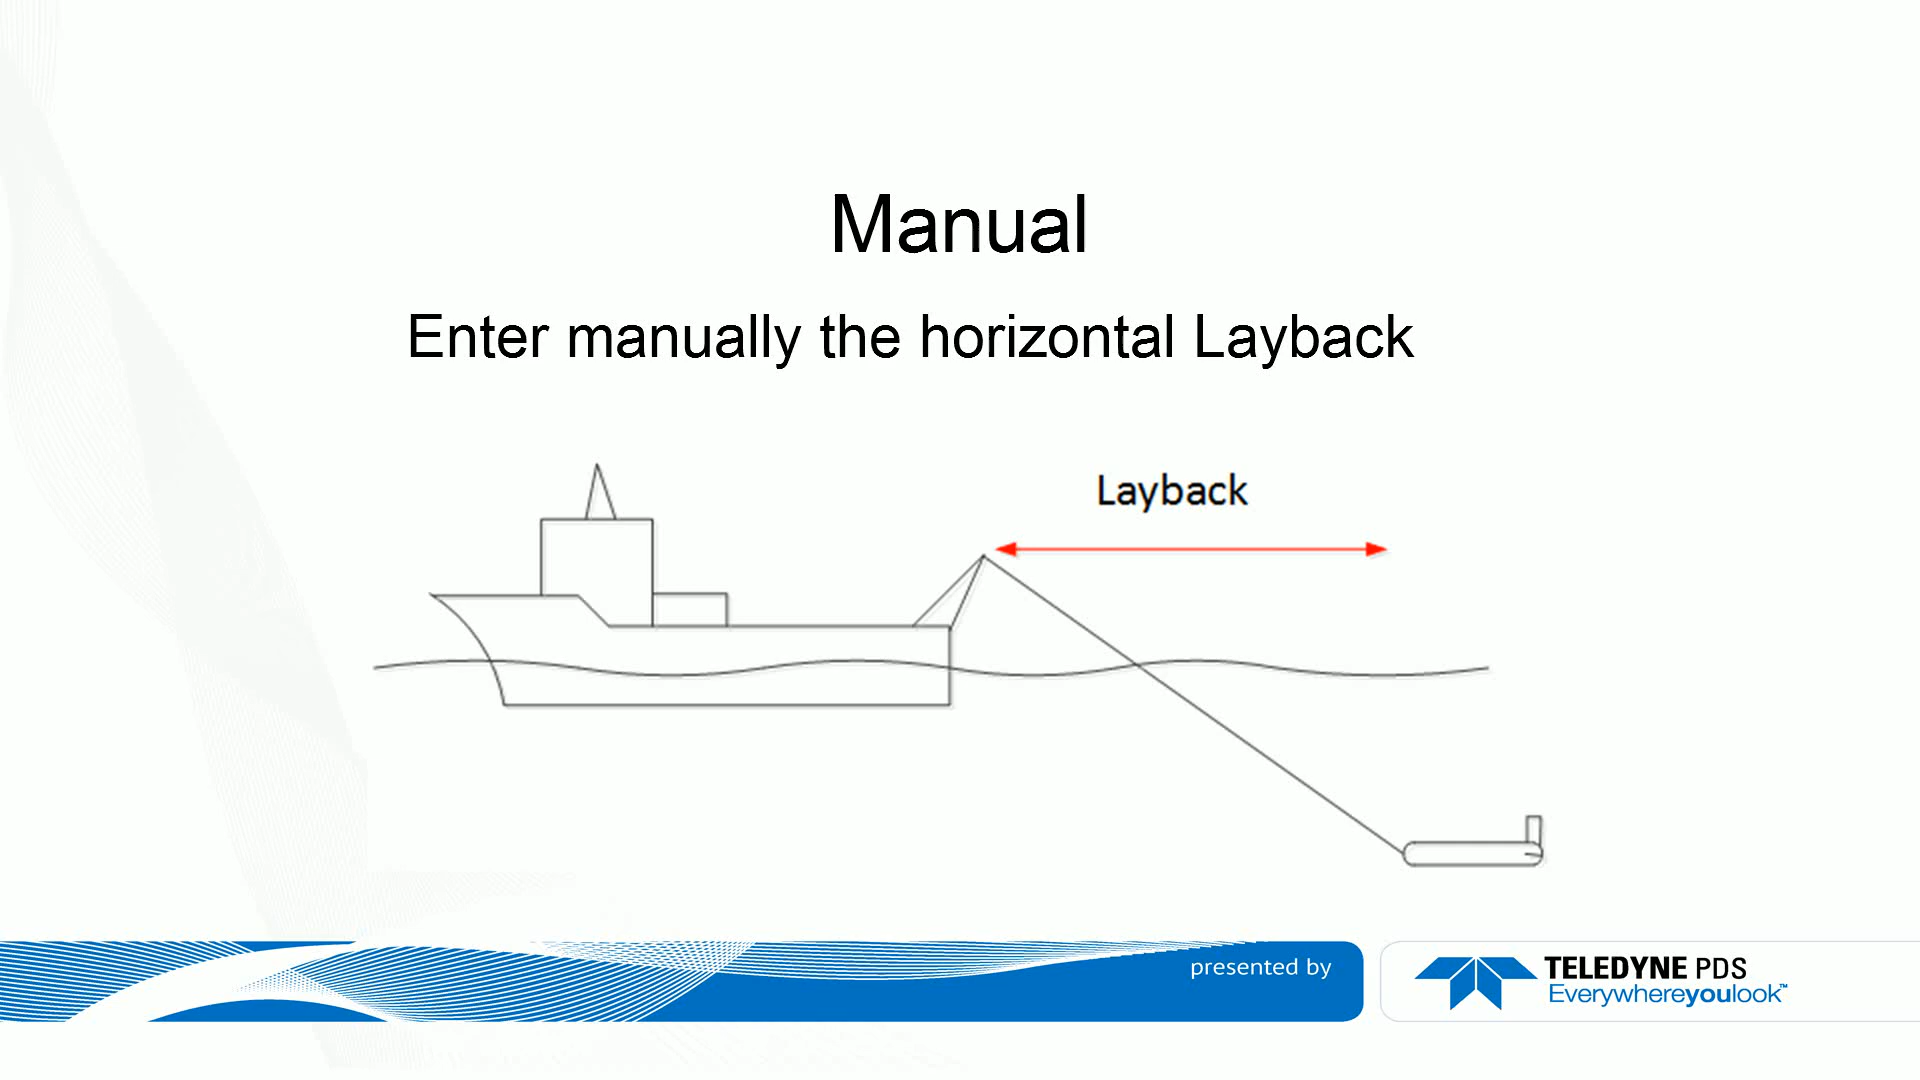 Manual
Enter manually the horizontal Layback
Layback
presented by
TELEDYNE PDS
Everywhereyoulook™